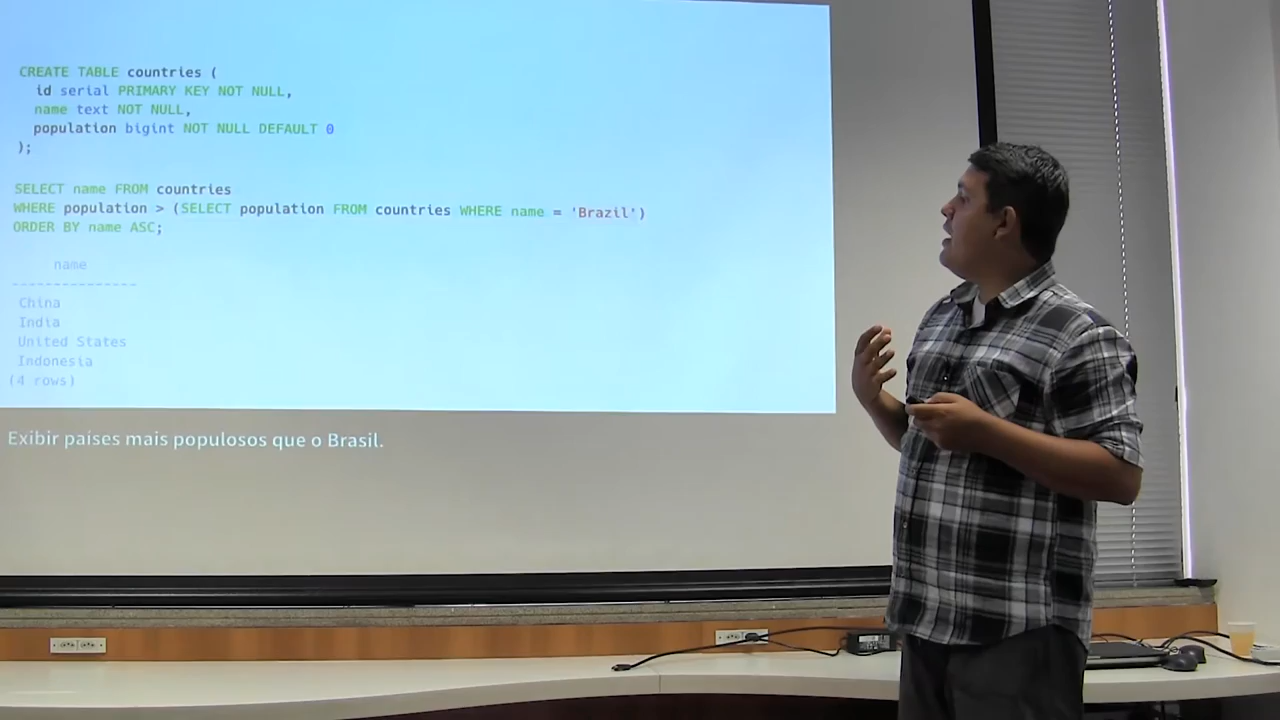 CREATE TABLE countries (
id serial PRIMARY KEY NOT NULL,
name text NOT NULL,
population bigint NOT NULL DEFAULT 0
);
SELECT name FROM countries
WHERE population > (SELECT population FROM countries WHERE name = 'Brazil')
ORDER BY name ASC;
name
---------------
China
India
United States
Indonesia
(4 rows)
Exibir países mais populosos que o Brasil.